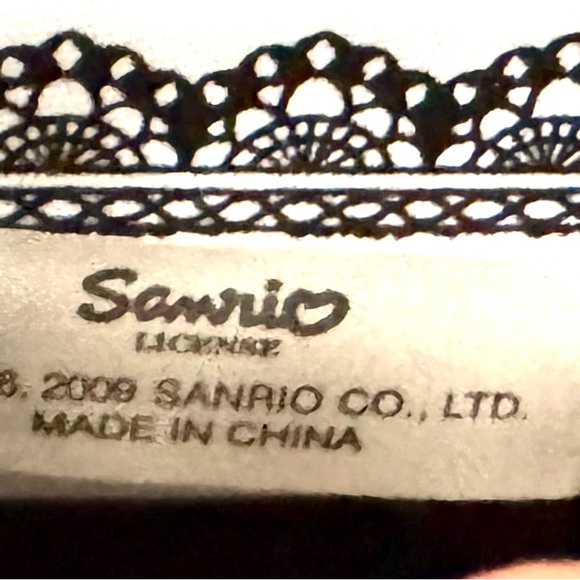 Sanrio
LICENSE
8, 2009 SANRIO CO., LTD.
MADE IN CHINA